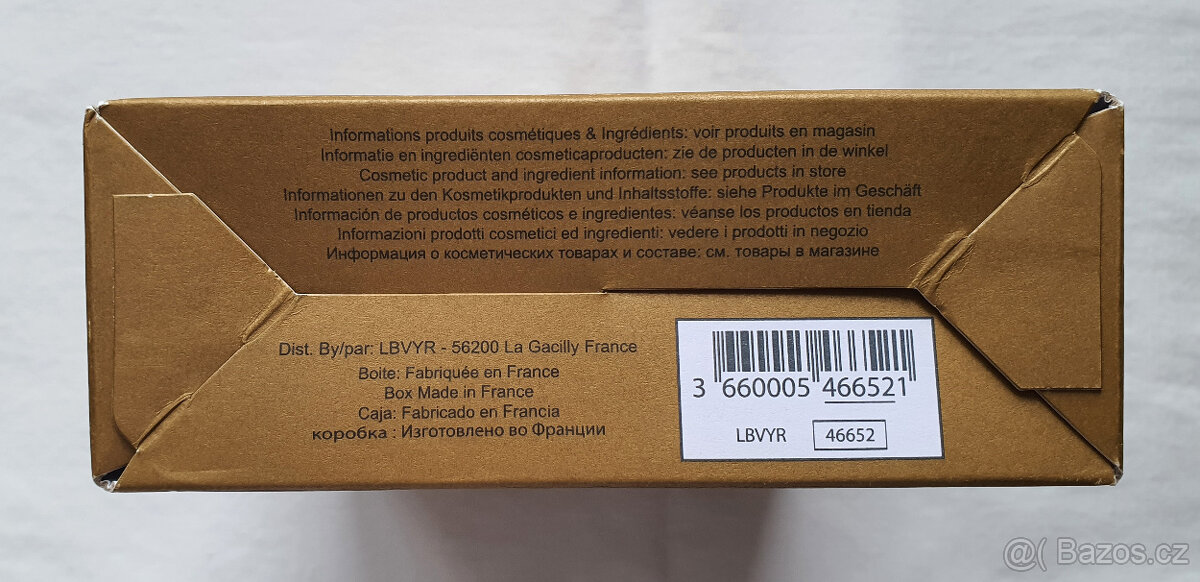 Informations produits cosmétiques & Ingrédients: voir produits en magasin
Informatie en ingrediënten cosmeticaproducten: zie de producten in de winkel
Cosmetic product and ingredient information: see products in store
Informationen zu den Kosmetikprodukten und Inhaltsstoffe: siehe Produkte im Geschäft
Información de productos cosméticos e ingredientes: véanse los productos en tienda
Informazioni prodotti cosmetici ed ingredienti: vedere i prodotti in negozio
Информация о косметических товарах и составе: см. товары в магазине
Dist. By/par: LBVYR - 56200 La Gacilly France
Boite: Fabriquée en France
Box Made in France
Caja: Fabricado en Francia
коробка : Изготовлено во Франции
3 660005 466521
LBVYR 46652
@( Bazos.cz